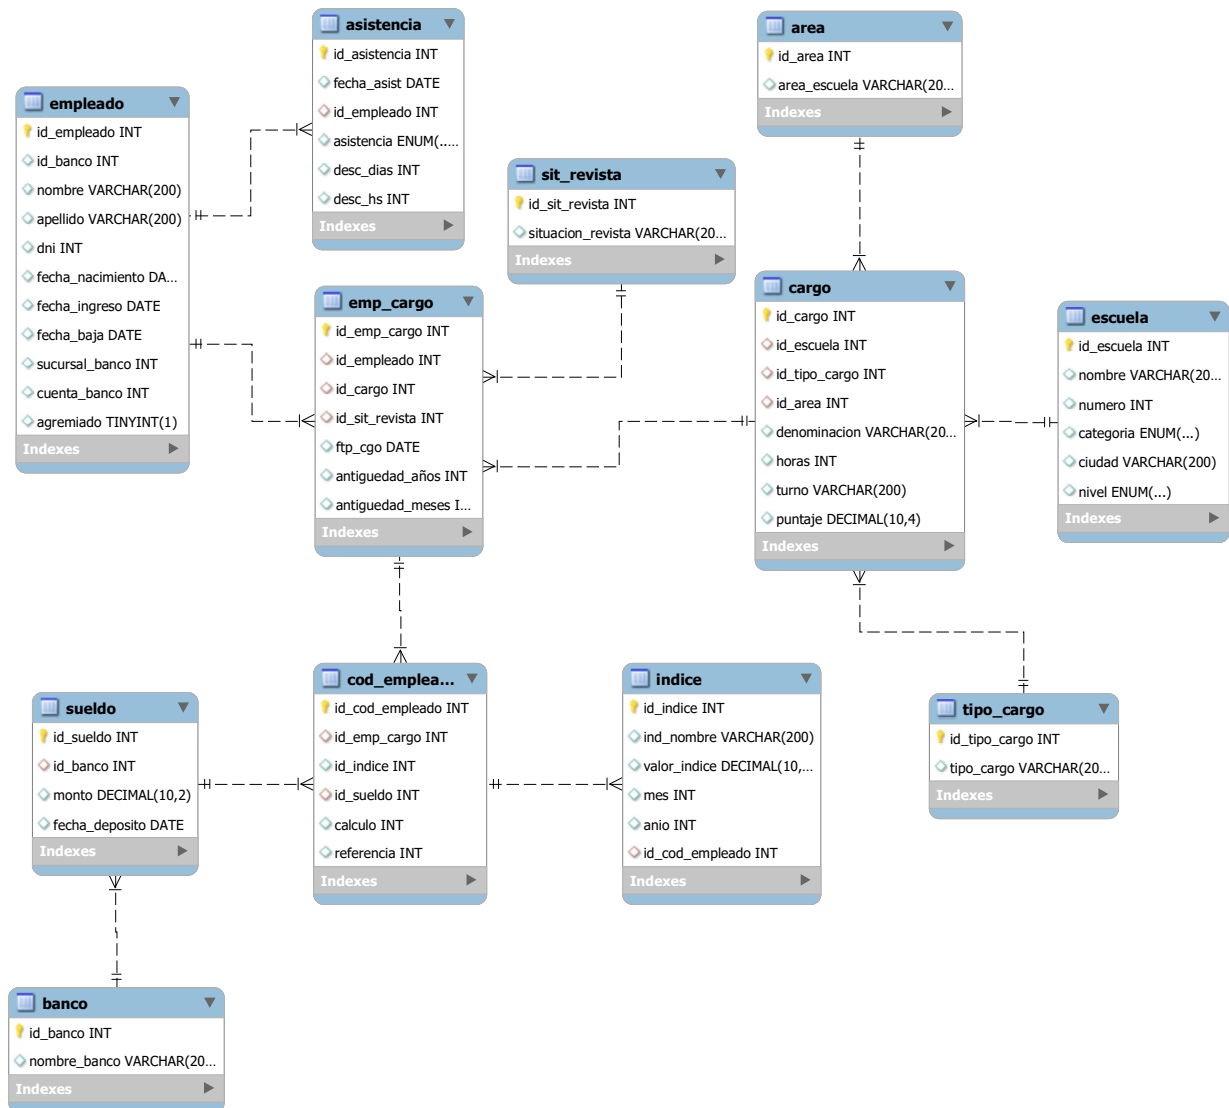 asistencia
id_asistencia INT
fecha_asist DATE
id_empleado INT
asistencia ENUM(.....
desc_dias INT
desc_hs INT
Indexes
area
id_area INT
area_escuela VARCHAR(20...
Indexes
empleado
id_empleado INT
id_banco INT
nombre VARCHAR(200)
apellido VARCHAR(200)
dni INT
fecha_nacimiento DA...
fecha_ingreso DATE
fecha_baja DATE
sucursal_banco INT
cuenta_banco INT
agremiado TINYINT(1)
Indexes
sit_revista
id_sit_revista INT
situacion_revista VARCHAR(20...
Indexes
emp_cargo
id_emp_cargo INT
id_empleado INT
id_cargo INT
id_sit_revista INT
ftp_cgo DATE
antiguedad_años INT
antiguedad_meses I...
Indexes
cargo
id_cargo INT
id_escuela INT
id_tipo_cargo INT
id_area INT
denominacion VARCHAR(20...
horas INT
turno VARCHAR(200)
puntaje DECIMAL(10,4)
Indexes
escuela
id_escuela INT
nombre VARCHAR(20...
numero INT
categoria ENUM(...)
ciudad VARCHAR(200)
nivel ENUM(...)
Indexes
sueldo
id_sueldo INT
id_banco INT
monto DECIMAL(10,2)
fecha_deposito DATE
Indexes
cod_emplea...
id_cod_empleado INT
id_emp_cargo INT
id_indice INT
id_sueldo INT
calculo INT
referencia INT
Indexes
indice
id_indice INT
ind_nombre VARCHAR(200)
valor_indice DECIMAL(10,...
mes INT
anio INT
id_cod_empleado INT
Indexes
tipo_cargo
id_tipo_cargo INT
tipo_cargo VARCHAR(20...
Indexes
banco
id_banco INT
nombre_banco VARCHAR(20...
Indexes